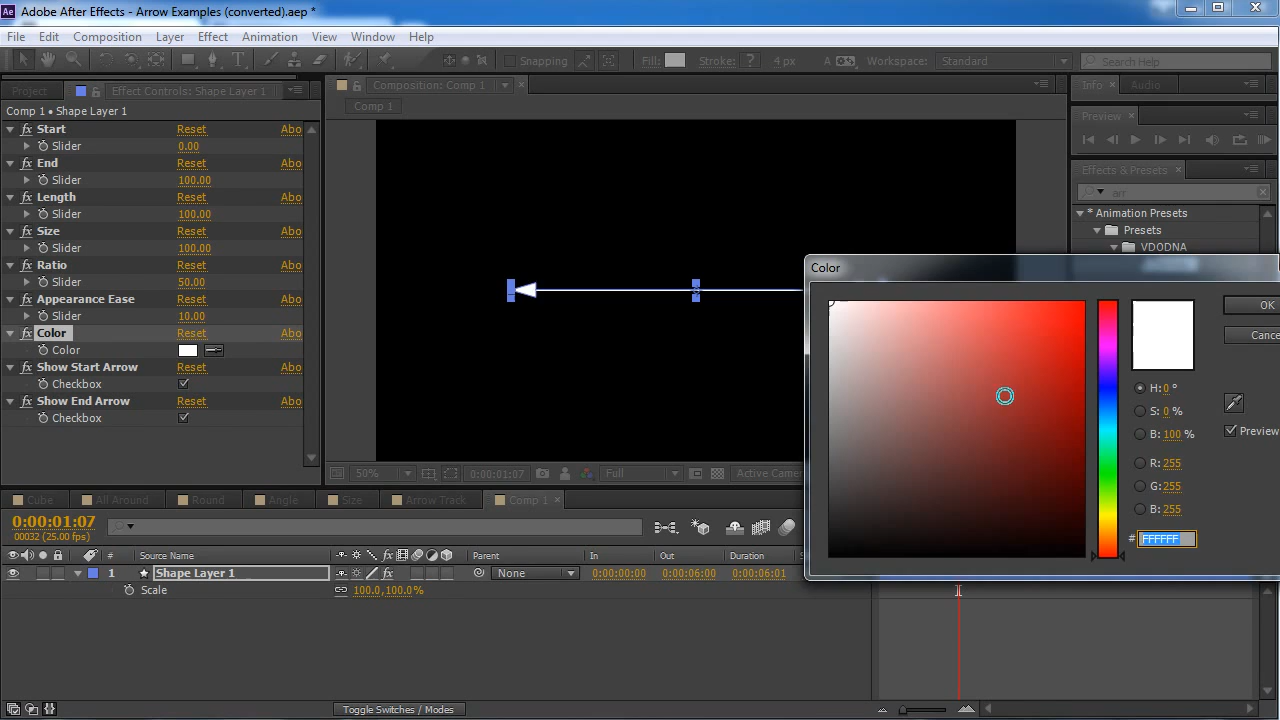 Ae Adobe After Effects - Arrow Examples (converted).aep *
File Edit Composition Layer Effect Animation View Window Help
Snapping Fill: Stroke: ? 4 px A Workspace: Standard Search Help
Project Effect Controls: Shape Layer 1 Composition: Comp 1 Info Audio
Comp 1 • Shape Layer 1
Comp 1
Preview
fx Start Reset Abo
Slider 0.00
fx End Reset Abo
Slider 100.00
fx Length Reset Abo
Slider 100.00
fx Size Reset Abo
Slider 100.00
fx Ratio Reset Abo
Slider 50.00
fx Appearance Ease Reset Abo
Slider 10.00
fx Color Reset Abo
Color
fx Show Start Arrow Reset Abo
Checkbox
fx Show End Arrow Reset Abo
Checkbox
Effects & Presets
arr
* Animation Presets
Presets
VDODNA
Color
OK
Cance
H: 0 °
S: 0 %
B: 100 %
Preview
R: 255
G: 255
B: 255
# FFFFFF
50% 0:00:01:07 Full Active Camer
Cube All Around Round Angle Size Arrow Track Comp 1
0:00:01:07
00032 (25.00 fps)
# Source Name Parent In Out Duration
1 Shape Layer 1 None 0:00:00:00 0:00:06:00 0:00:06:01
Scale 100.0,100.0%
Toggle Switches / Modes